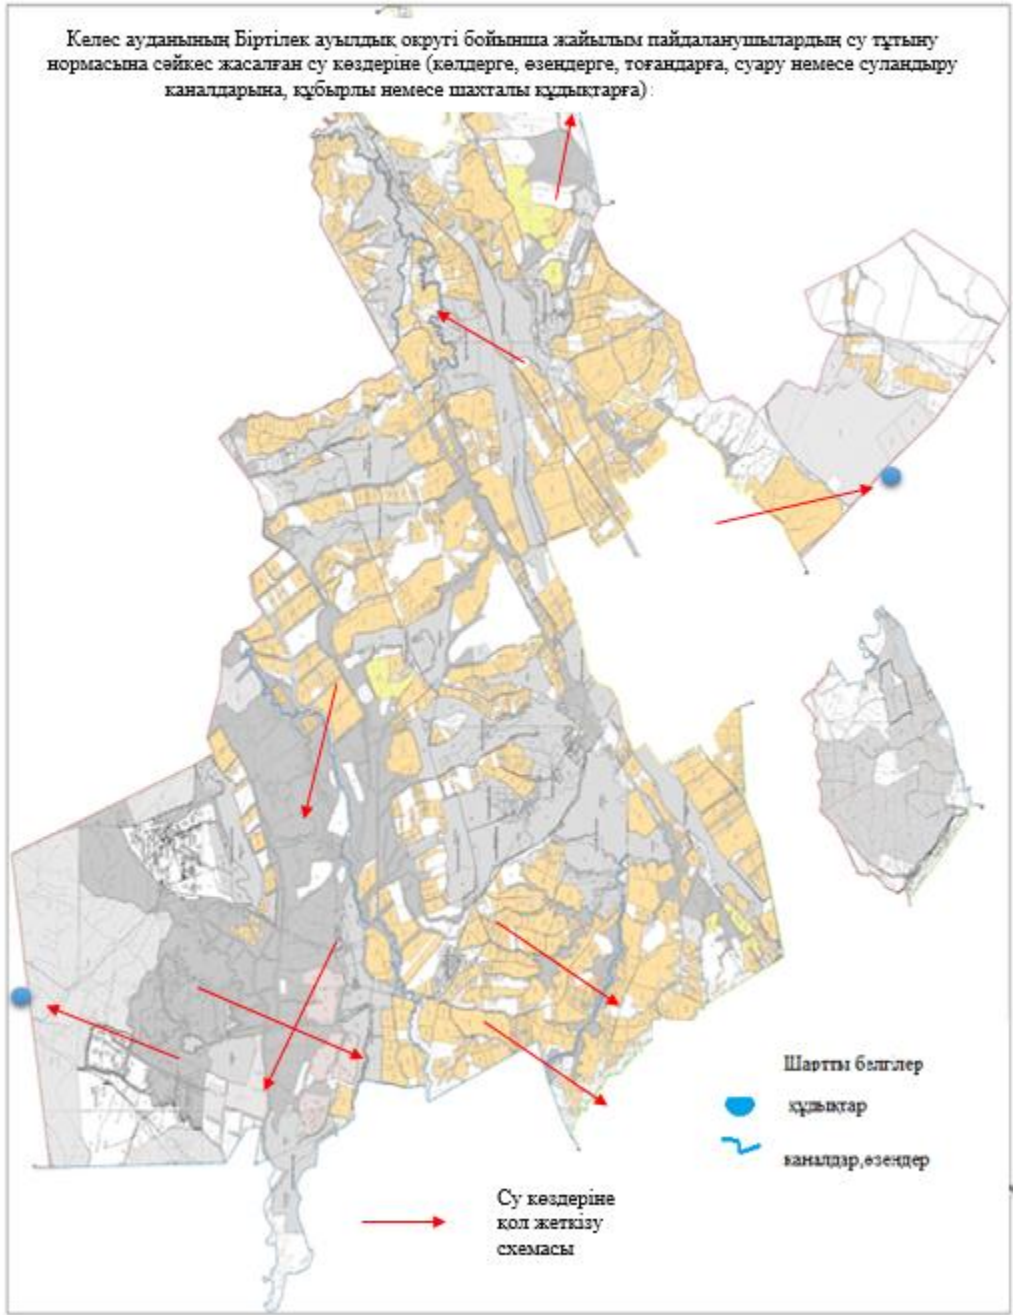 Келес ауданының Біртілек ауылдық округі бойынша жайылым пайдаланушылардың су тұтыну
нормасына сәйкес жасалған су көздеріне (көлдерге, өзендерге, тоғандарға, суару немесе суландыру
каналдарына, құбырлы немесе шахталы құдықтарға):
Шартты белгілер
құдықтар
каналдар,өзендер
Су көздеріне
қол жеткізу
схемасы